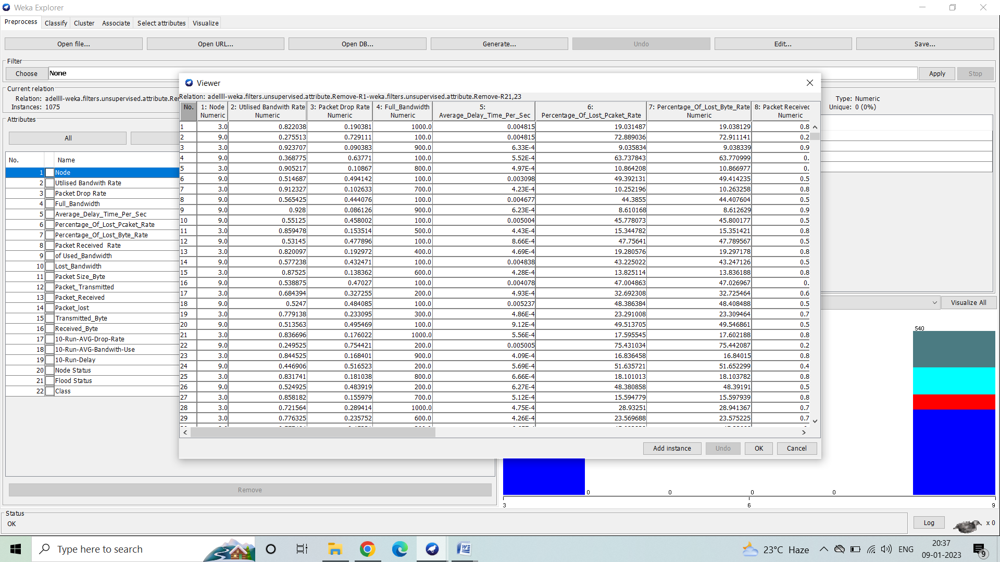 Weka Explorer
Preprocess Classify Cluster Associate Select attributes Visualize
Open file... Open URL... Open DB... Generate... Undo Edit... Save...
Filter
Choose None Apply Stop
Current relation
Relation: adellll-weka.filters.unsupervised.attribute.Re
Instances: 1075
Type: Numeric
Unique: 0 (0%)
Attributes
All
No. Name
1 Node
2 Utilised Bandwith Rate
3 Packet Drop Rate
4 Full_Bandwidth
5 Average_Delay_Time_Per_Sec
6 Percentage_Of_Lost_Pcaket_Rate
7 Percentage_Of_Lost_Byte_Rate
8 Packet Received  Rate
9 of Used_Bandwidth
10 Lost_Bandwidth
11 Packet Size_Byte
12 Packet_Transmitted
13 Packet_Received
14 Packet_lost
15 Transmitted_Byte
16 Received_Byte
17 10-Run-AVG-Drop-Rate
18 10-Run-AVG-Bandwith-Use
19 10-Run-Delay
20 Node Status
21 Flood Status
22 Class
Remove
Viewer
Relation: adellll-weka.filters.unsupervised.attribute.Remove-R1-weka.filters.unsupervised.attribute.Remove-R21,23
No. 1: Node 2: Utilised Bandwith Rate 3: Packet Drop Rate 4: Full_Bandwidth 5: 6: 7: Percentage_Of_Lost_Byte_Rate 8: Packet Received
Numeric Numeric Numeric Numeric Average_Delay_Time_Per_Sec Percentage_Of_Lost_Pcaket_Rate Numeric Numeric
1 3.0 0.822038 0.190381 1000.0 0.004815 19.031487 19.038129 0.8
2 9.0 0.275513 0.729111 100.0 0.004815 72.889036 72.911141 0.2
3 3.0 0.923707 0.090383 900.0 6.33E-4 9.035834 9.038339 0.9
4 9.0 0.368775 0.63771 100.0 5.52E-4 63.737843 63.770999 0.
5 3.0 0.905217 0.10867 800.0 4.97E-4 10.864208 10.866977 0.
6 9.0 0.514687 0.494142 100.0 0.003098 49.392131 49.414235 0.5
7 3.0 0.912327 0.102633 700.0 4.23E-4 10.252196 10.263258 0.8
8 9.0 0.565425 0.444076 100.0 0.004677 44.3855 44.407604 0.5
9 9.0 0.928 0.086126 900.0 6.23E-4 8.610168 8.612629 0.9
10 9.0 0.55125 0.458002 100.0 0.005004 45.778073 45.800177 0.5
11 3.0 0.859478 0.153514 500.0 4.43E-4 15.344782 15.351421 0.8
12 9.0 0.53145 0.477896 100.0 8.66E-4 47.75641 47.789567 0.5
13 3.0 0.820097 0.192972 400.0 4.69E-4 19.280576 19.297178 0.8
14 9.0 0.577238 0.432471 100.0 0.004838 43.225022 43.247126 0.5
15 3.0 0.87525 0.138362 600.0 4.28E-4 13.825114 13.836188 0.8
16 9.0 0.538875 0.47027 100.0 0.004078 47.004863 47.026967 0.
17 3.0 0.684394 0.327255 200.0 4.93E-4 32.692308 32.725464 0.6
18 9.0 0.5247 0.484085 100.0 0.005237 48.386384 48.408488 0.5
19 3.0 0.779138 0.233095 300.0 4.86E-4 23.291008 23.309464 0.7
20 9.0 0.513563 0.495469 100.0 9.12E-4 49.513705 49.546861 0.5
21 3.0 0.836696 0.176022 1000.0 5.56E-4 17.595545 17.602188 0.8
22 9.0 0.249525 0.754421 200.0 0.005005 75.431034 75.442087 0.2
23 3.0 0.844525 0.168401 900.0 4.09E-4 16.836458 16.84015 0.8
24 9.0 0.446906 0.516523 200.0 5.69E-4 51.635721 51.652299 0.4
25 3.0 0.831741 0.181038 800.0 6.66E-4 18.101013 18.103782 0.8
26 9.0 0.524925 0.483919 200.0 6.27E-4 48.380858 48.39191 0.5
27 3.0 0.858182 0.155979 700.0 5.12E-4 15.594779 15.597939 0.8
28 3.0 0.721564 0.289414 1000.0 4.75E-4 28.93251 28.941367 0.7
29 3.0 0.776325 0.235752 600.0 4.26E-4 23.569688 23.575225 0.7
Add instance Undo OK Cancel
Visualize All
540
0 0 0 0
3 6 9
Status
OK
Log x 0
Type here to search
23°C Haze ENG 20:37
09-01-2023 9